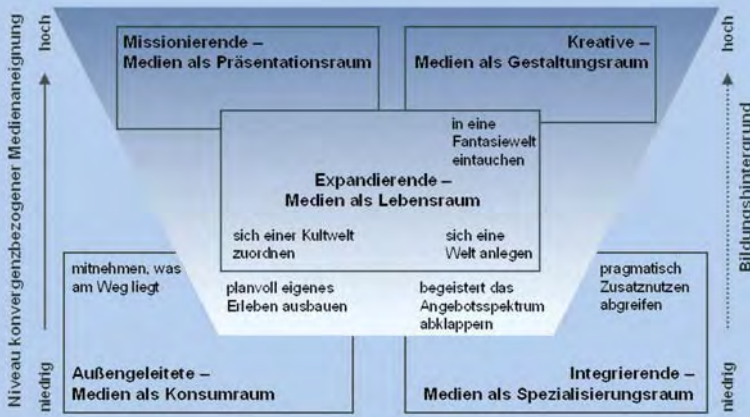 Niveau konvergenzbezogener Medienaneignung
niedrig
hoch
Missionierende –
Medien als Präsentationsraum
Kreative –
Medien als Gestaltungsraum
in eine
Fantasiewelt
eintauchen
Expandierende –
Medien als Lebensraum
sich einer Kultwelt
zuordnen
sich eine
Welt anlegen
mitnehmen, was
am Weg liegt
planvoll eigenes
Erleben ausbauen
begeistert das
Angebotsspektrum
abklappern
pragmatisch
Zusatznutzen
abgreifen
Außengeleitete –
Medien als Konsumraum
Integrierende –
Medien als Spezialisierungsraum
hoch
Bildungshintergrund
niedrig